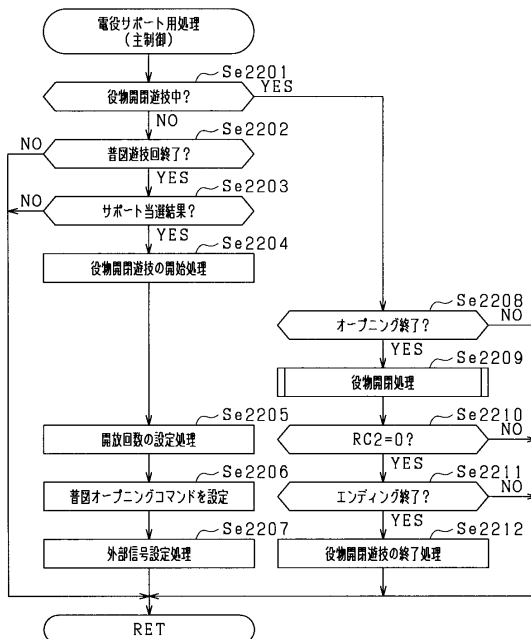 電役サポート用処理
(主制御)
Se2201
役物開閉遊技中?
YES
NO
Se2202
普図遊技回終了?
NO
YES
Se2203
サポート当選結果?
NO
YES
Se2204
役物開閉遊技の開始処理
Se2205
開放回数の設定処理
Se2206
普図オープニングコマンドを設定
Se2207
外部信号設定処理
Se2208
オープニング終了?
NO
YES
Se2209
役物開閉処理
Se2210
RC2=0?
NO
YES
Se2211
エンディング終了?
NO
YES
Se2212
役物開閉遊技の終了処理
RET